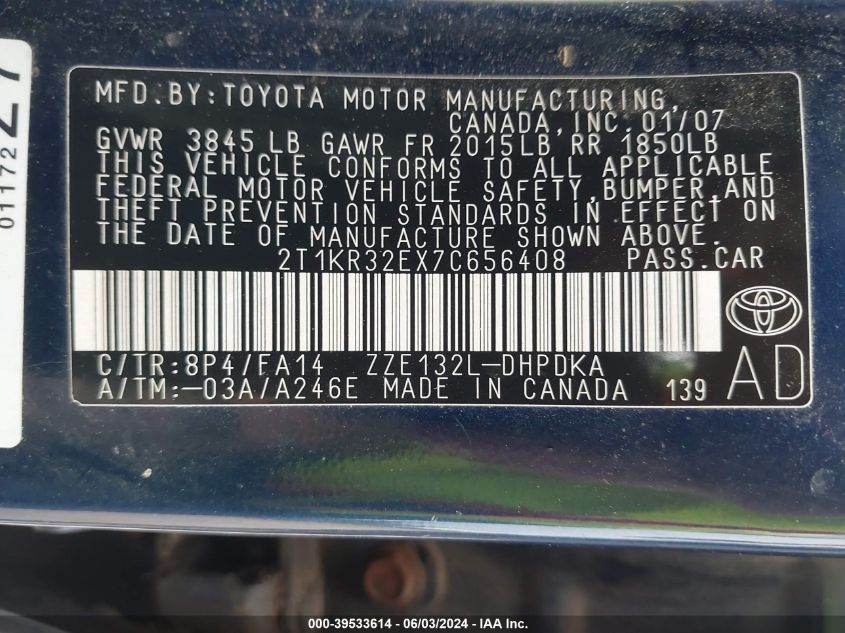 MFD.BY:TOYOTA MOTOR MANUFACTURING,
CANADA,INC. 01/07
GVWR 3845 LB GAWR FR 2015LB RR 1850LB
THIS VEHICLE CONFORMS TO ALL APPLICABLE
FEDERAL MOTOR VEHICLE SAFETY,BUMPER,AND
THEFT PREVENTION STANDARDS IN EFFECT ON
THE DATE OF MANUFACTURE SHOWN ABOVE.
2T1KR32EX7C656408 PASS.CAR
C/TR:8P4/FA14 ZZE132L-DHPDKA
A/TM:-03A/A246E MADE IN CANADA 139
AD
01172
27
000-39533614 - 06/03/2024 - IAA Inc.